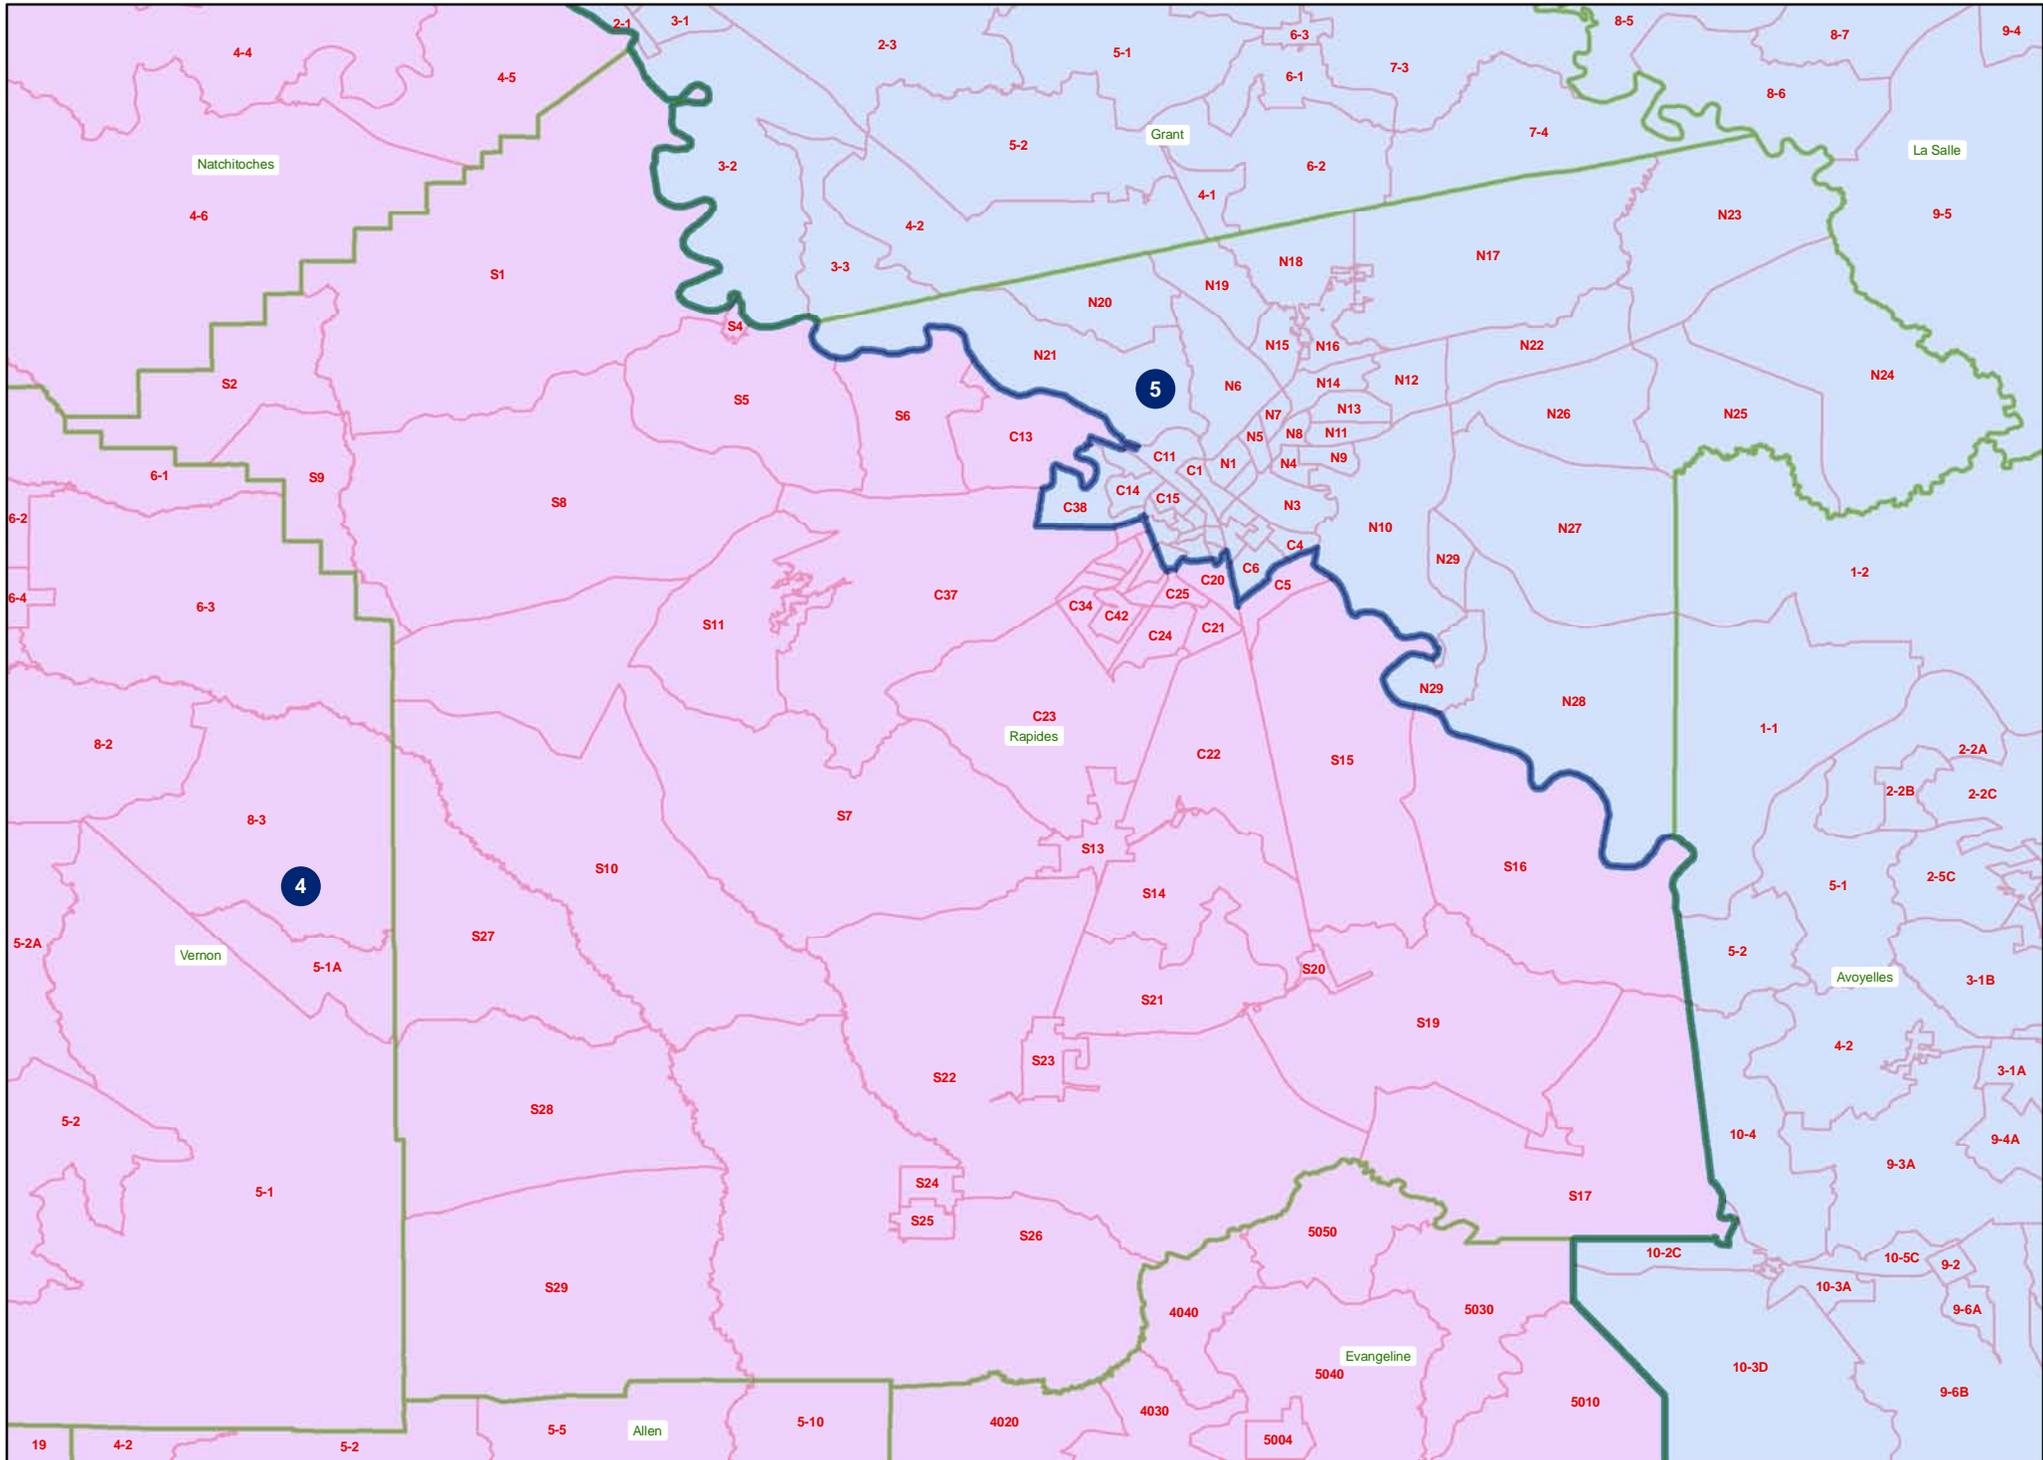 2-1
3-1
8-5
4-4
2-3
5-1
6-3
8-7
9-4
4-5
7-3
6-1
8-6
5-2
Grant
7-4
Natchitoches
3-2
6-2
La Salle
4-1
4-6
4-2
N23
9-5
S1
3-3
N18
N17
N19
N20
S4
N15
N16
N22
N21
S2
S5
N6
5
N14
N12
N24
S6
N7
N13
N26
N25
C13
N5
N8
N11
C11
C1
N1
N4
N9
6-1
S9
S8
C14
C15
C38
N3
6-2
N10
N27
C4
N29
C6
1-2
C37
C20
C5
6-4
6-3
C34
C25
C42
S11
C24
C21
N29
N28
C23
1-1
Rapides
8-2
C22
S15
2-2A
2-2B
2-2C
8-3
S7
S13
S10
S16
4
S14
5-1
2-5C
S27
5-2A
Vernon
5-2
5-1A
S20
Avoyelles
3-1B
S21
S19
4-2
S23
S22
3-1A
S28
5-2
10-4
9-4A
9-3A
5-1
S24
S17
S25
S26
5050
10-2C
10-5C
9-2
S29
10-3A
4040
5030
9-6A
Evangeline
10-3D
5040
9-6B
5010
4030
5-5
Allen
5-10
4020
19
4-2
5-2
5004